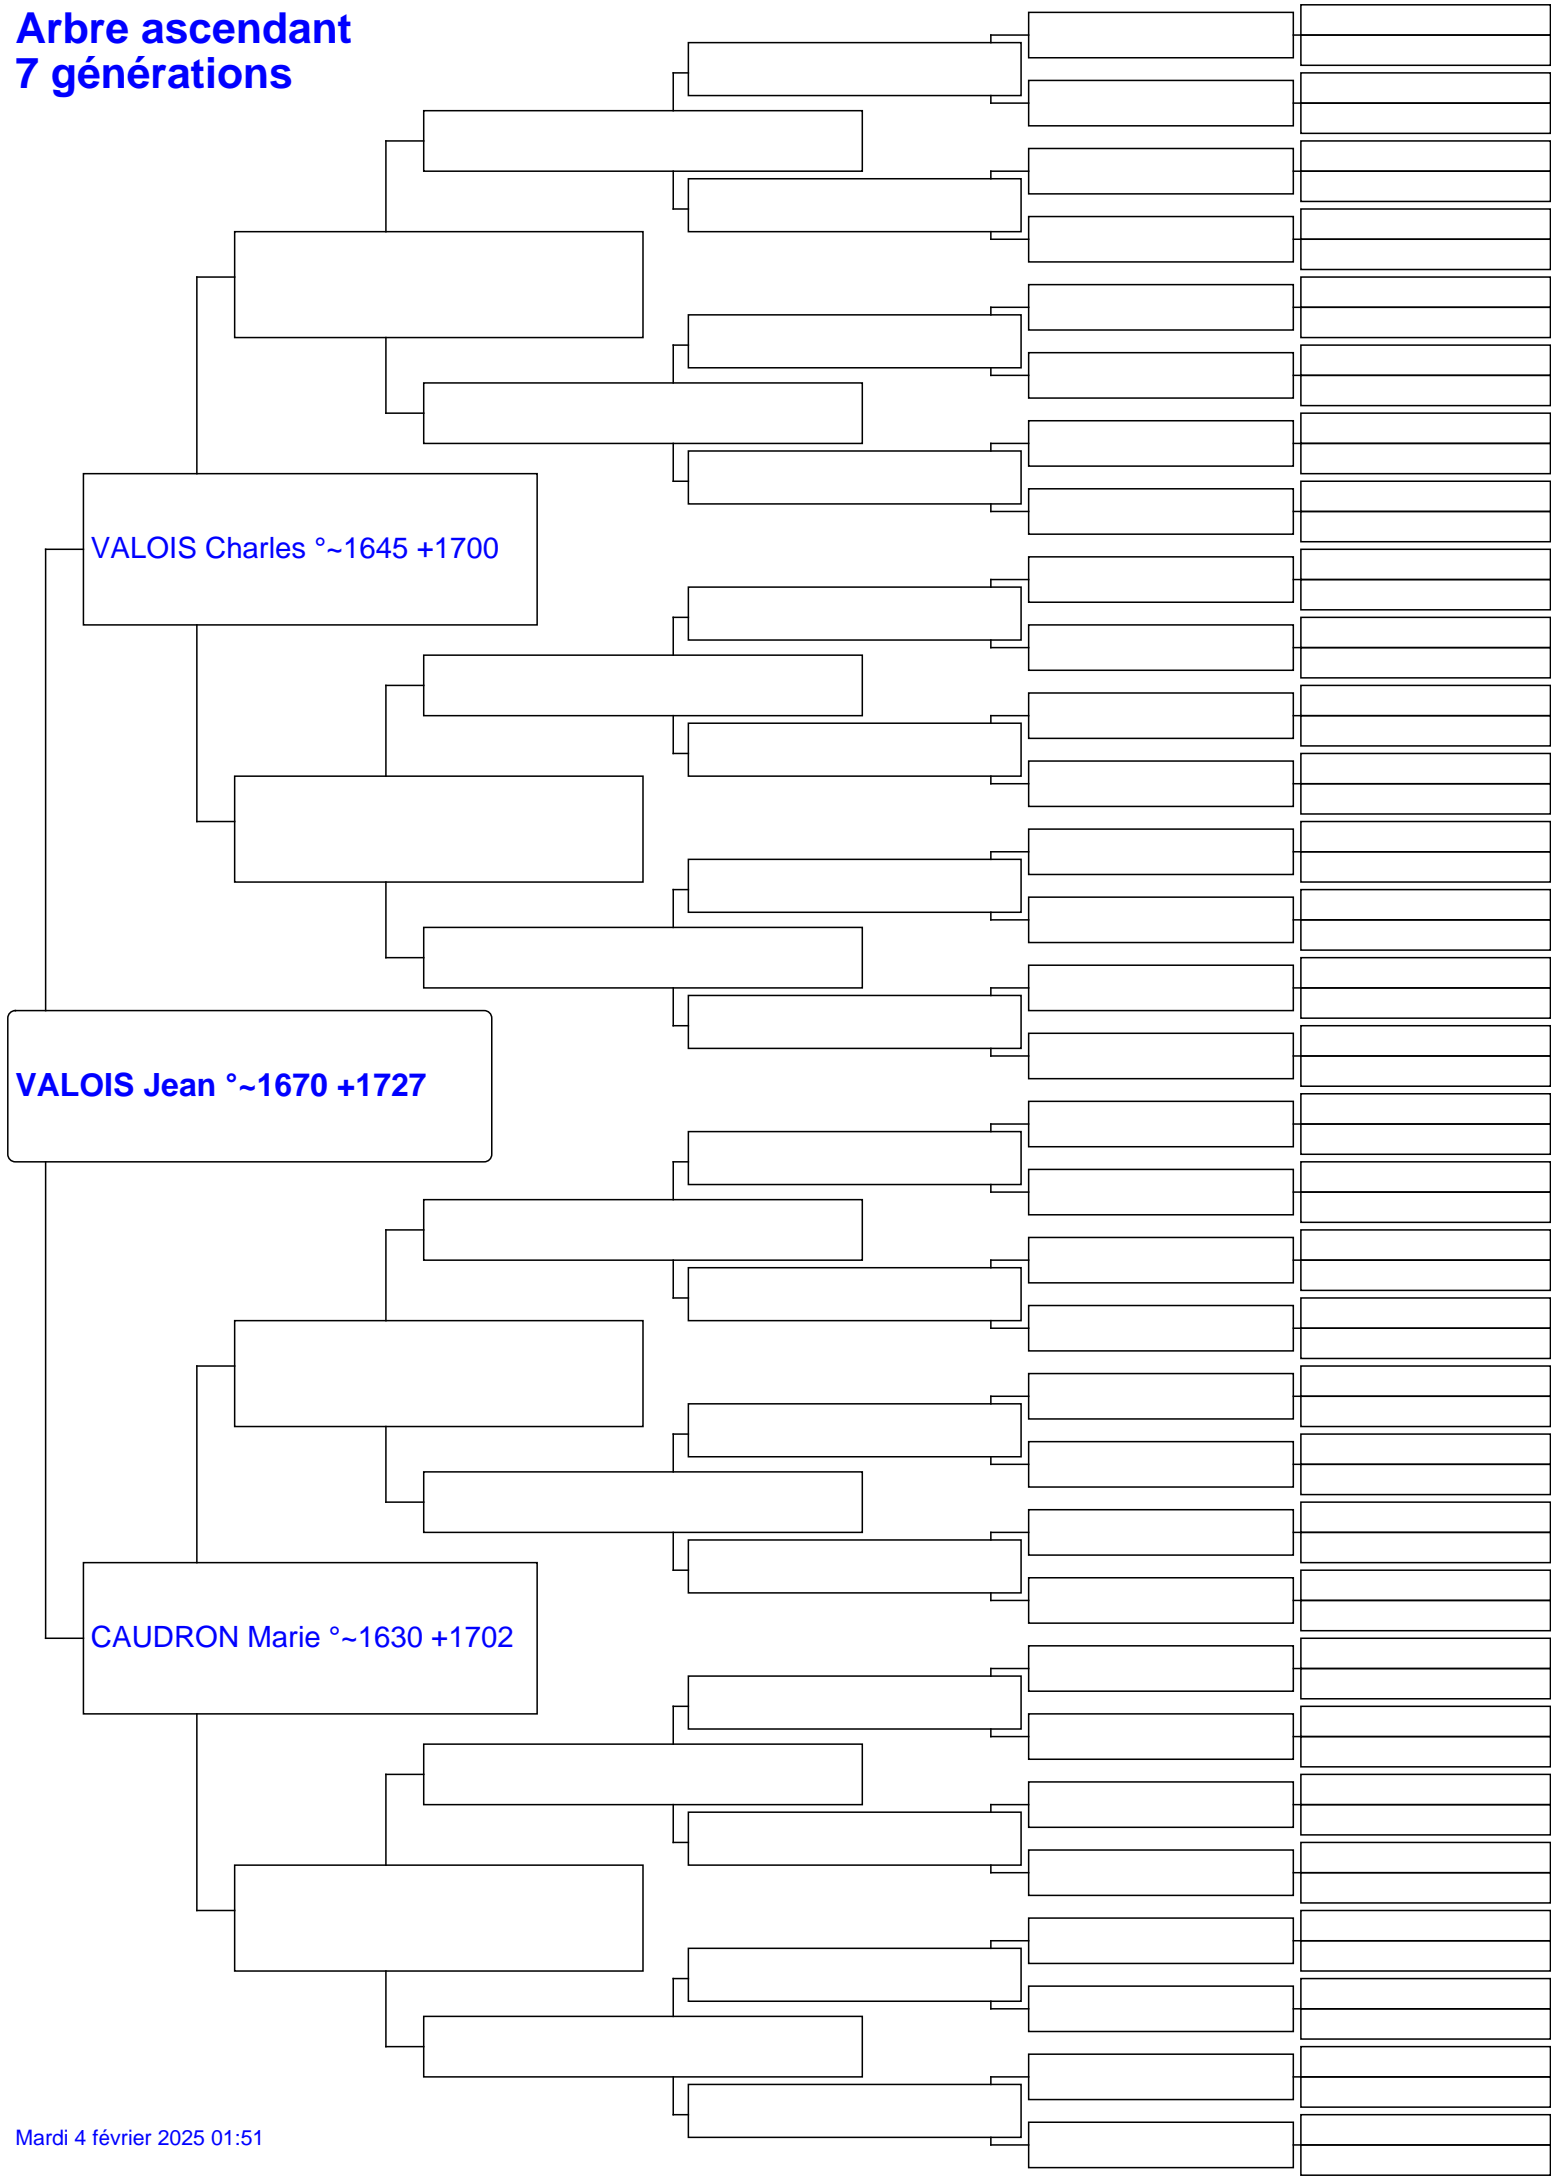 Arbre ascendant
7 générations
VALOIS Charles °~1645 +1700
VALOIS Jean °~1670 +1727
CAUDRON Marie °~1630 +1702
Mardi 4 février 2025 01:51